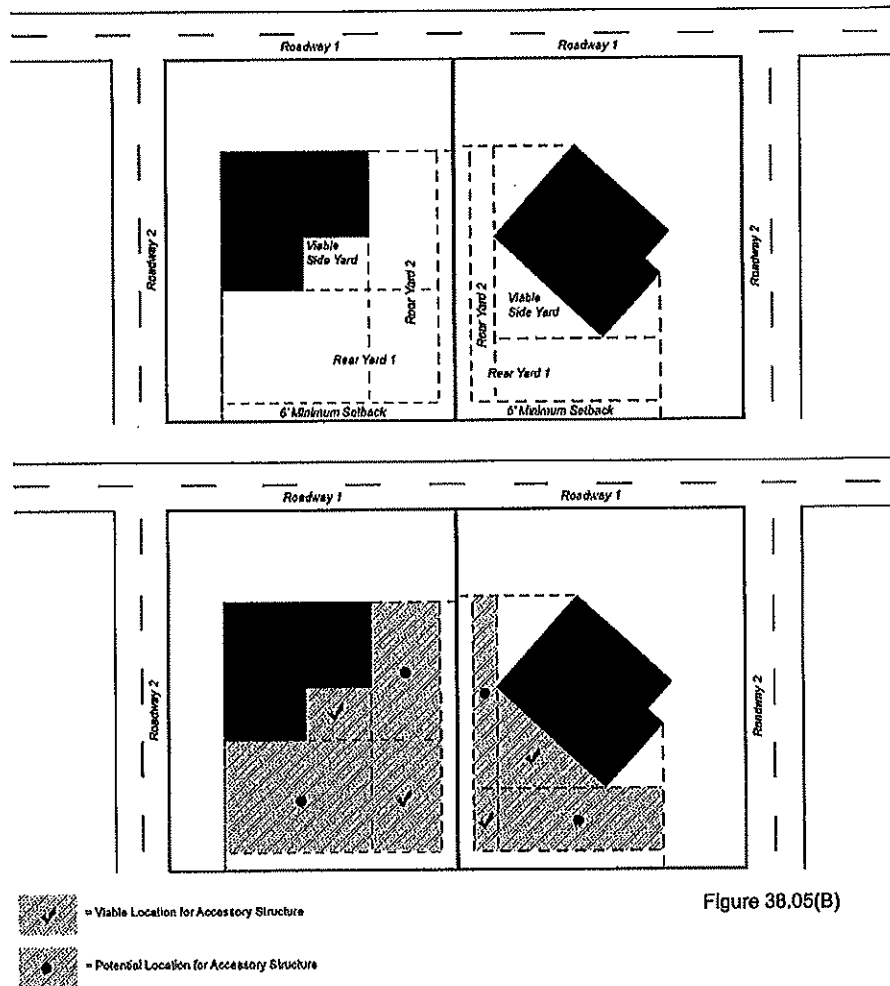 Roadway 1
Roadway 1
Roadway 2
Viable
Side Yard
Rear Yard 2
Rear Yard 1
6' Minimum Setback
Rear Yard 2
Viable
Side Yard
Rear Yard 1
6' Minimum Setback
Roadway 2
Roadway 1
Roadway 1
Roadway 2
Roadway 2
= Viable Location for Accessory Structure
= Potential Location for Accessory Structure
Figure 38.05(B)